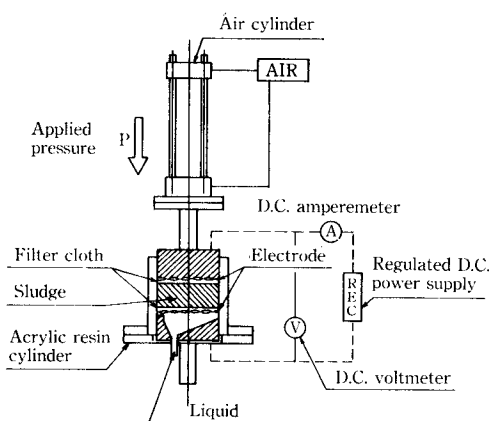 Air cylinder
AIR
Applied
pressure
P
D.C. amperemeter
A
Filter cloth
Electrode
Regulated D.C.
power supply
REC
Sludge
Acrylic resin
cylinder
V
D.C. voltmeter
Liquid